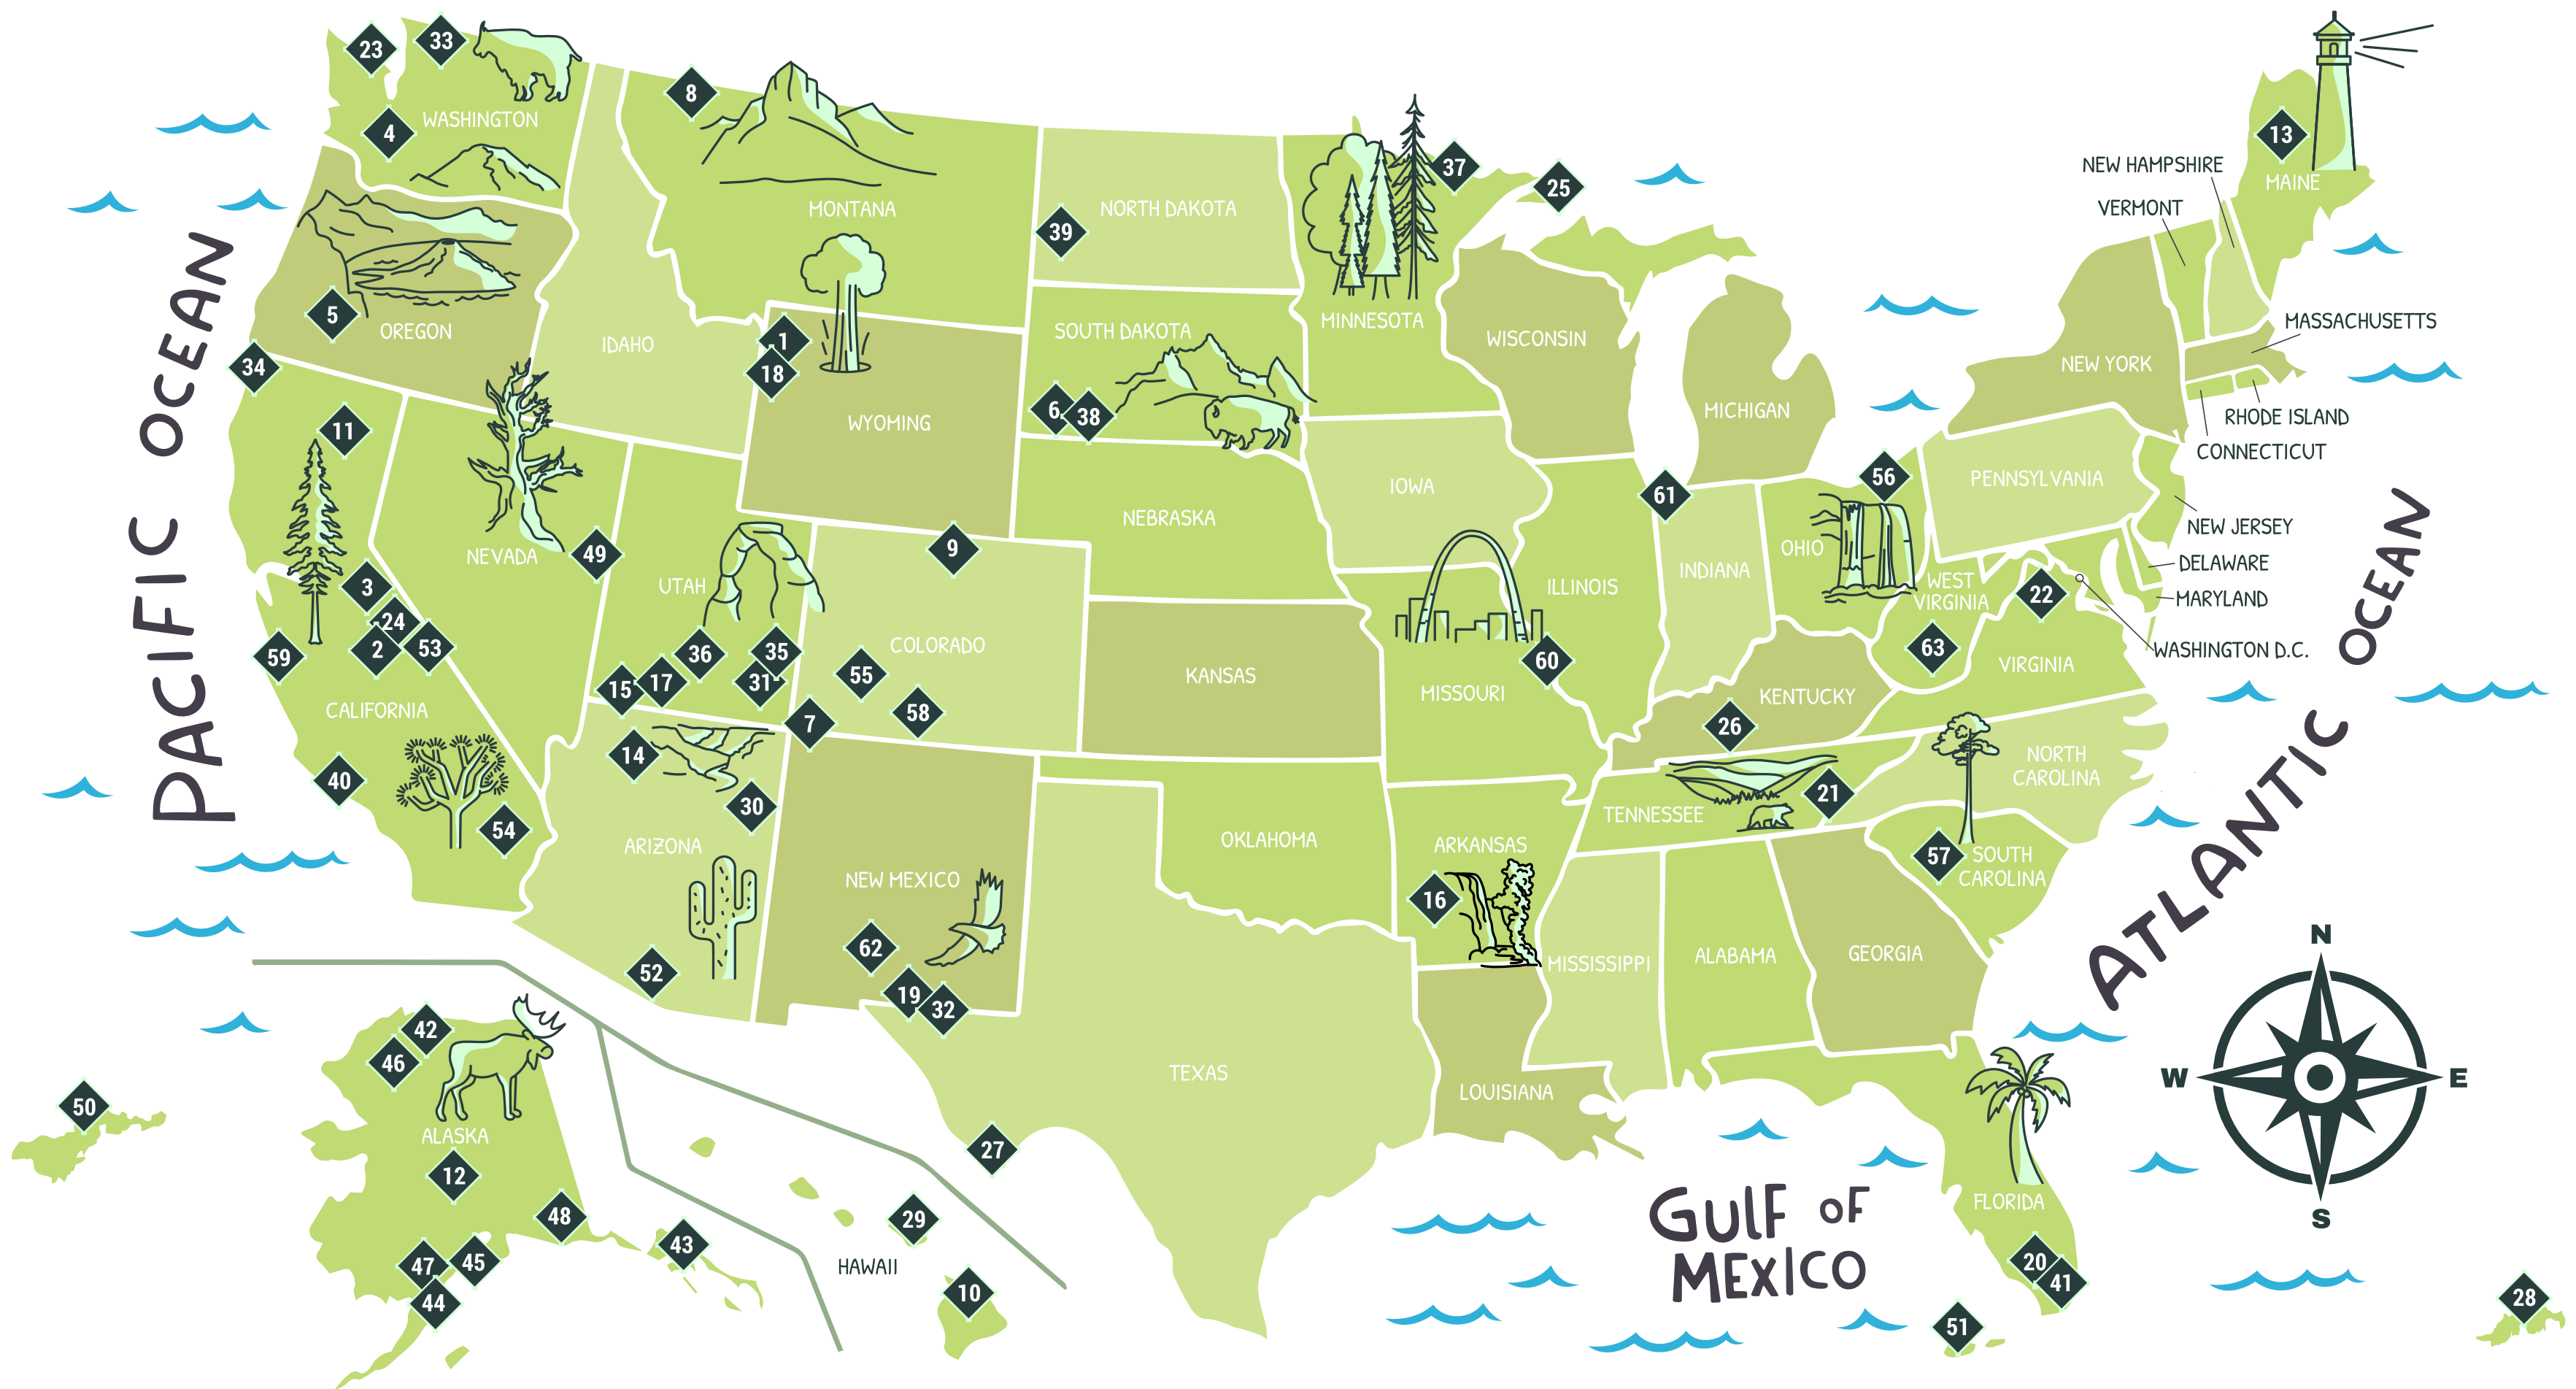 23
33
WASHINGTON
4
8
MONTANA
39
NORTH DAKOTA
37
25
13
NEW HAMPSHIRE
MAINE
VERMONT
5
OREGON
34
IDAHO
1
18
WYOMING
SOUTH DAKOTA
6
38
MINNESOTA
WISCONSIN
MICHIGAN
NEW YORK
MASSACHUSETTS
RHODE ISLAND
CONNECTICUT
PACIFIC OCEAN
11
NEVADA
49
UTAH
9
NEBRASKA
IOWA
61
56
PENNSYLVANIA
NEW JERSEY
DELAWARE
MARYLAND
WASHINGTON D.C.
3
24
2
53
59
CALIFORNIA
40
54
36
35
15
17
31
7
COLORADO
55
58
KANSAS
MISSOURI
60
ILLINOIS
INDIANA
OHIO
WEST
VIRGINIA
22
63
VIRGINIA
KENTUCKY
26
ATLANTIC OCEAN
14
30
ARIZONA
52
NEW MEXICO
62
19
32
OKLAHOMA
ARKANSAS
16
TENNESSEE
21
NORTH
CAROLINA
57
SOUTH
CAROLINA
MISSISSIPPI
ALABAMA
GEORGIA
TEXAS
27
LOUISIANA
FLORIDA
20
41
51
28
GULF OF
MEXICO
N
W
E
S
50
42
46
ALASKA
12
48
47
45
44
43
29
HAWAII
10